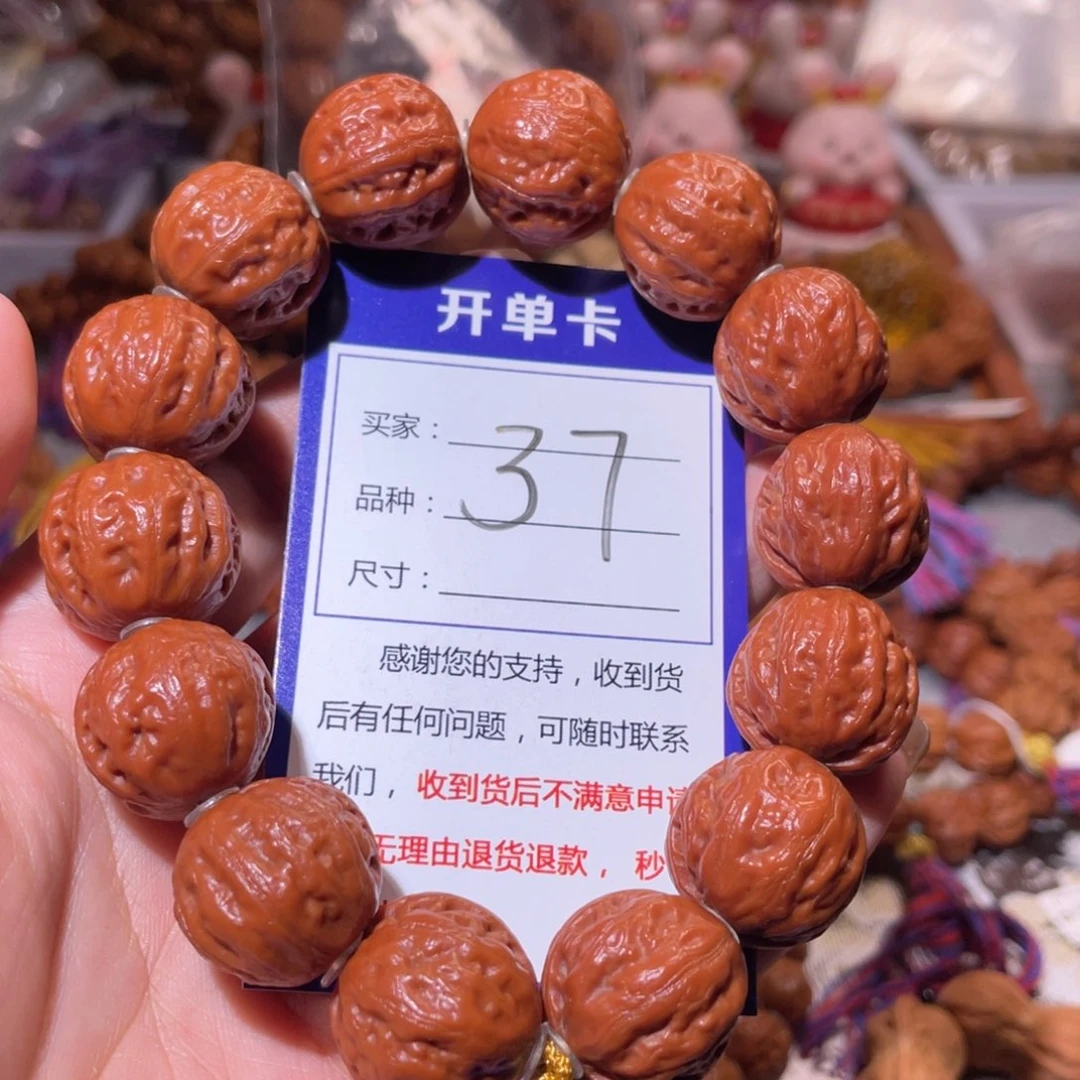 开单卡
买家：
37
品种：
尺寸：
感谢您的支持，收到货
后有任何问题，可随时联系
我们，收到货后不满意申请
无理由退货退款，秒